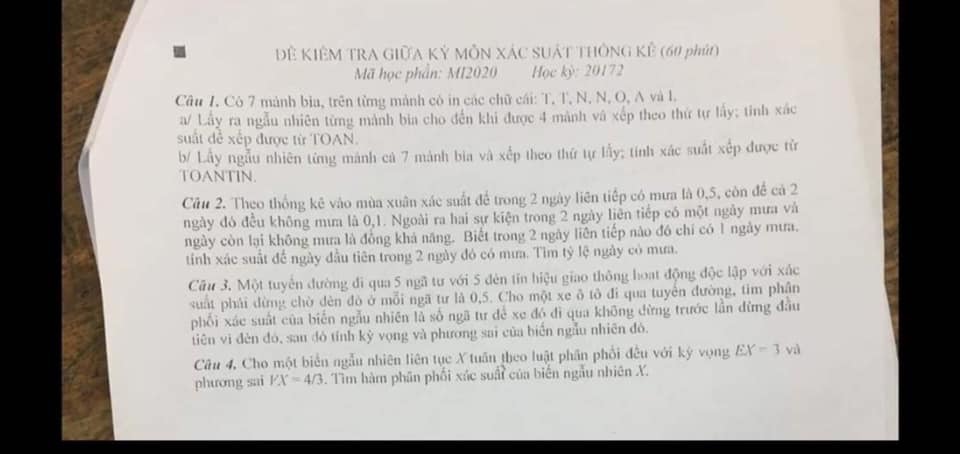 ĐỀ KIỂM TRA GIỮA KỲ MÔN XÁC SUẤT THỐNG KÊ (60 phút)
Mã học phần: MI2020 Học kỳ: 20172
Câu 1. Có 7 mảnh bìa, trên từng mảnh có in các chữ cái: T, T, N, N, O, A và I.
a/ Lấy ra ngẫu nhiên từng mảnh bìa cho đến khi được 4 mảnh và xếp theo thứ tự lấy; tính xác
suất để xếp được từ TOAN.
b/ Lấy ngẫu nhiên từng mảnh cả 7 mảnh bìa và xếp theo thứ tự lấy; tính xác suất xếp được từ
TOANTIN.
Câu 2. Theo thống kê vào mùa xuân xác suất để trong 2 ngày liên tiếp có mưa là 0,5, còn để cả 2
ngày đó đều không mưa là 0,1. Ngoài ra hai sự kiện trong 2 ngày liên tiếp có một ngày mưa và
ngày còn lại không mưa là đồng khả năng. Biết trong 2 ngày liên tiếp nào đó chỉ có 1 ngày mưa,
tính xác suất để ngày đầu tiên trong 2 ngày đó có mưa. Tìm tỷ lệ ngày có mưa.
Câu 3. Một tuyến đường đi qua 5 ngã tư với 5 đèn tín hiệu giao thông hoạt động độc lập với xác
suất phải dừng chờ đèn đỏ ở mỗi ngã tư là 0,5. Cho một xe ô tô đi qua tuyến đường, tìm phân
phối xác suất của biến ngẫu nhiên là số ngã tư để xe đó đi qua không dừng trước lần dừng đầu
tiên vì đèn đỏ, sau đó tính kỳ vọng và phương sai của biến ngẫu nhiên đó.
Câu 4. Cho một biến ngẫu nhiên liên tục X tuân theo luật phân phối đều với kỳ vọng EX = 3 và
phương sai VX = 4/3. Tìm hàm phân phối xác suất của biến ngẫu nhiên X.